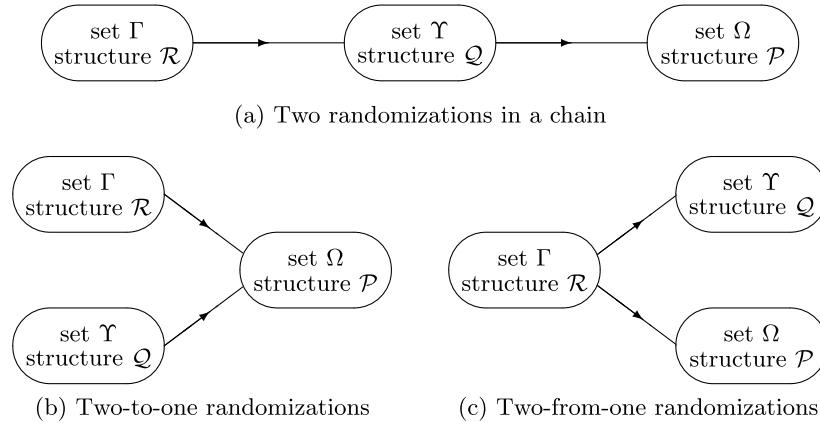 set Γ
structure ℛ
set ϒ
structure 𝒬
set Ω
structure 𝒫
(a) Two randomizations in a chain
set Γ
structure ℛ
set Ω
structure 𝒫
set ϒ
structure 𝒬
(b) Two-to-one randomizations
set ϒ
structure 𝒬
set Γ
structure ℛ
set Ω
structure 𝒫
(c) Two-from-one randomizations